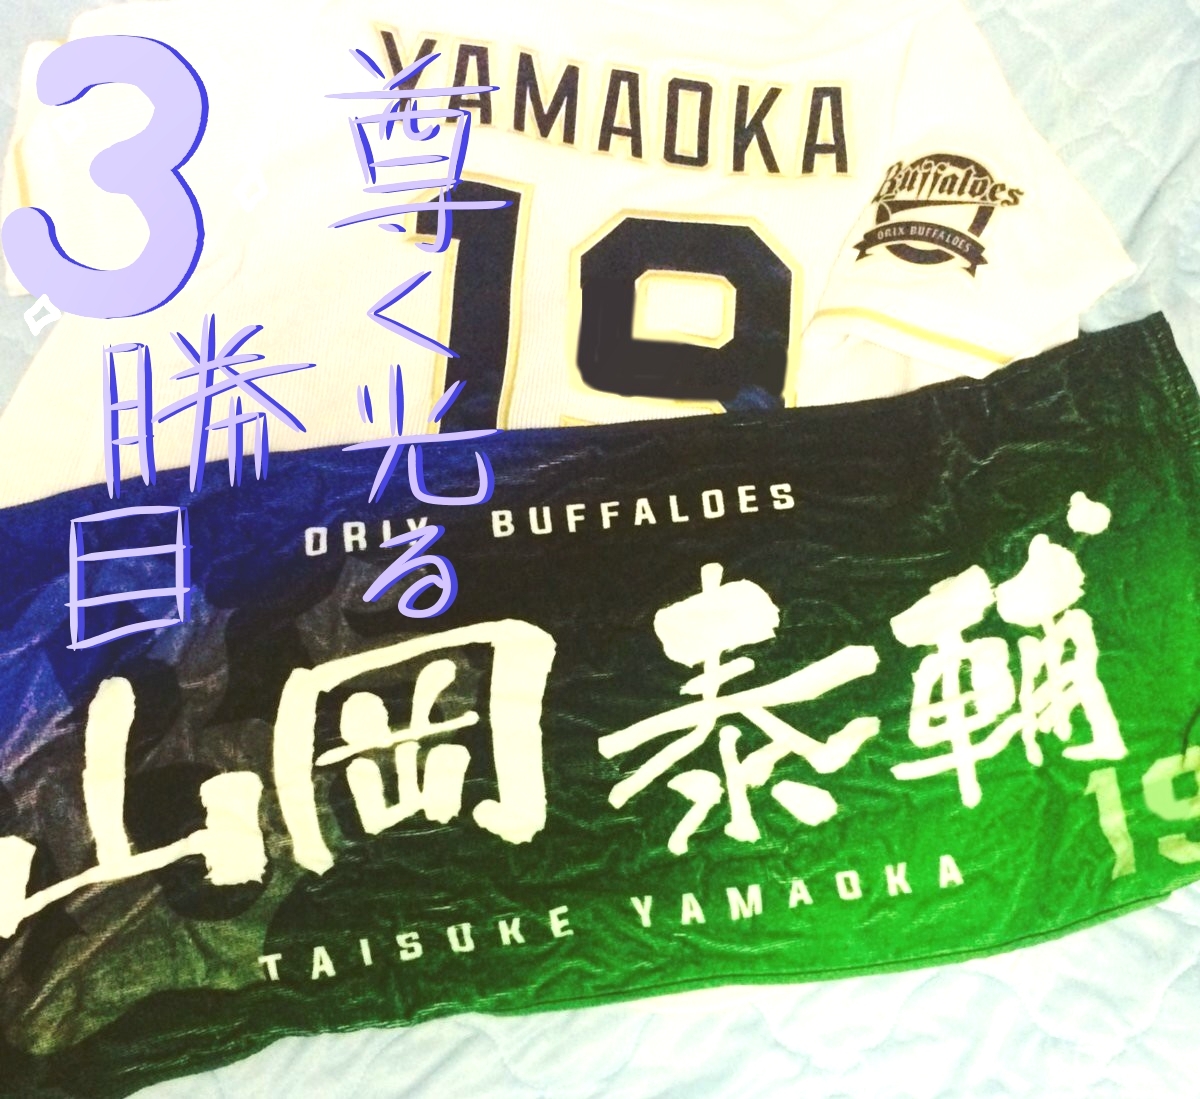 尊く光る
3
勝目
YAMAOKA
19
Buffaloes
ORIX BUFFALOES
ORIX BUFFALOES
山岡泰輔
19
TAISUKE YAMAOKA